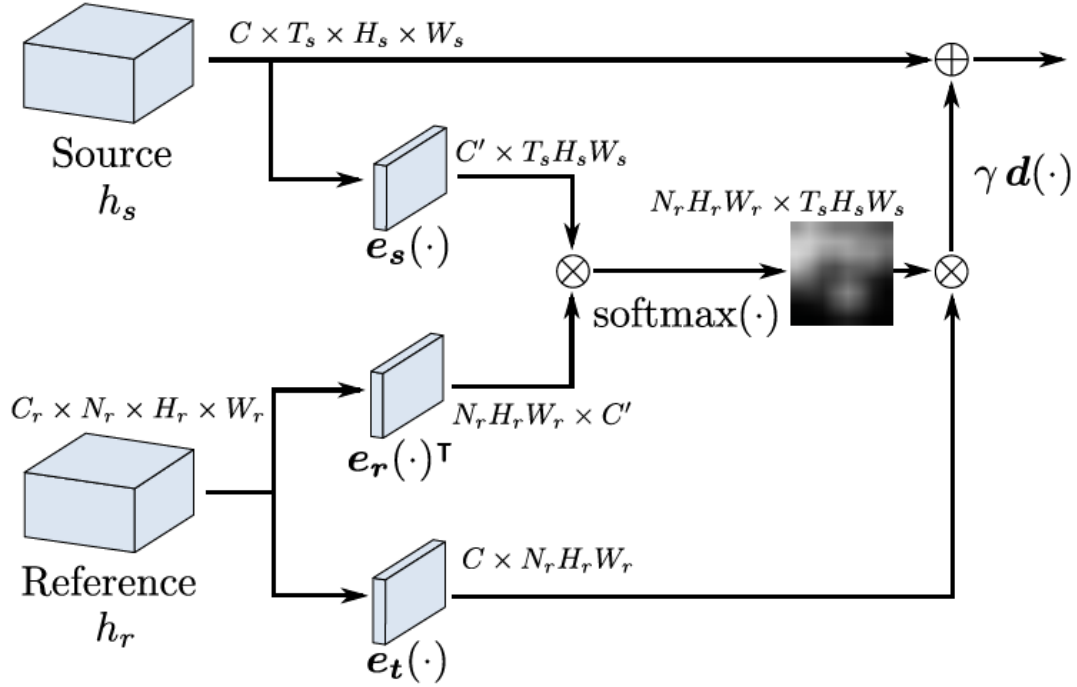 C × T_s × H_s × W_s
Source
h_s
C′ × T_sH_sW_s
e_s(·)
N_rH_rW_r × T_sH_sW_s
γ d(·)
softmax(·)
C_r × N_r × H_r × W_r
N_rH_rW_r × C′
e_r(·)ᵀ
Reference
h_r
C × N_rH_rW_r
e_t(·)